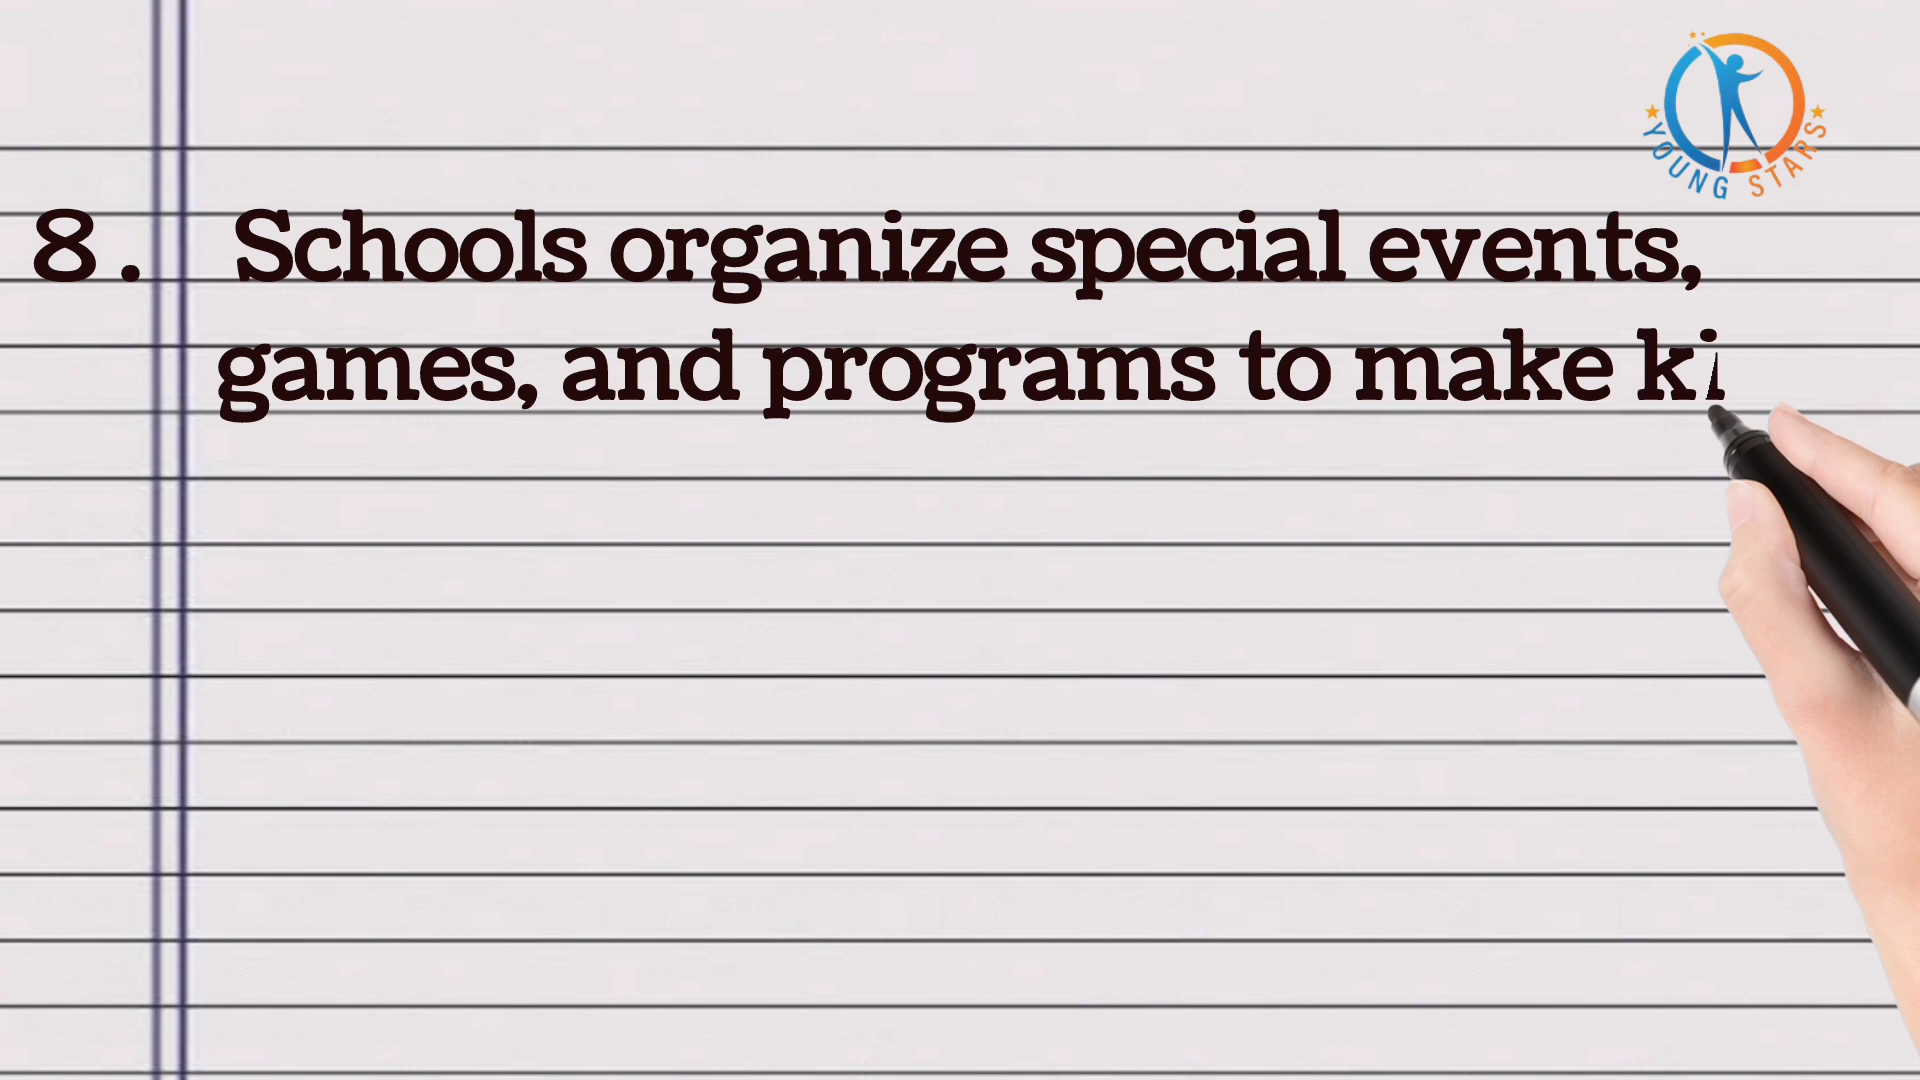 YOUNG STARS
8. Schools organize special events,
games, and programs to make ki